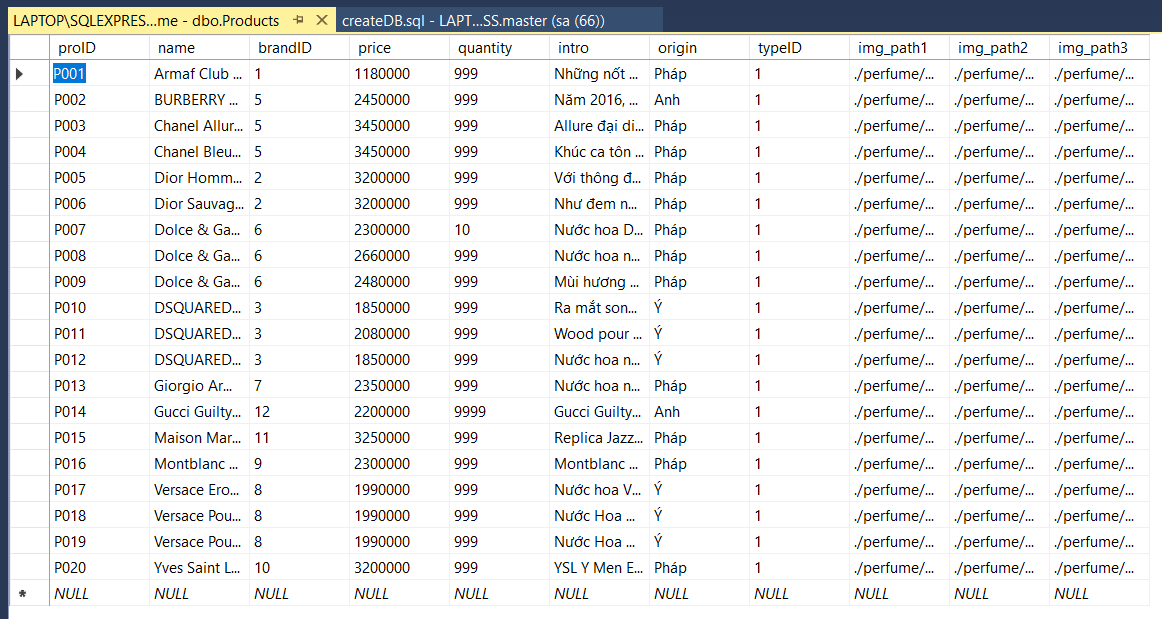 LAPTOP\SQLEXPRES...me - dbo.Products createDB.sql - LAPT...SS.master (sa (66))
proID name brandID price quantity intro origin typeID img_path1 img_path2 img_path3
P001 Armaf Club ... 1 1180000 999 Những nốt ... Pháp 1 ./perfume/... ./perfume/... ./perfume/...
P002 BURBERRY ... 5 2450000 999 Năm 2016, ... Anh 1 ./perfume/... ./perfume/... ./perfume/...
P003 Chanel Allur... 5 3450000 999 Allure đại di... Pháp 1 ./perfume/... ./perfume/... ./perfume/...
P004 Chanel Bleu... 5 3450000 999 Khúc ca tôn ... Pháp 1 ./perfume/... ./perfume/... ./perfume/...
P005 Dior Homm... 2 3200000 999 Với thông đ... Pháp 1 ./perfume/... ./perfume/... ./perfume/...
P006 Dior Sauvag... 2 3200000 999 Như đem n... Pháp 1 ./perfume/... ./perfume/... ./perfume/...
P007 Dolce & Ga... 6 2300000 10 Nước hoa D... Pháp 1 ./perfume/... ./perfume/... ./perfume/...
P008 Dolce & Ga... 6 2660000 999 Nước hoa n... Pháp 1 ./perfume/... ./perfume/... ./perfume/...
P009 Dolce & Ga... 6 2480000 999 Mùi hương ... Pháp 1 ./perfume/... ./perfume/... ./perfume/...
P010 DSQUARED... 3 1850000 999 Ra mắt son... Ý 1 ./perfume/... ./perfume/... ./perfume/...
P011 DSQUARED... 3 2080000 999 Wood pour ... Ý 1 ./perfume/... ./perfume/... ./perfume/...
P012 DSQUARED... 3 1850000 999 Nước hoa n... Ý 1 ./perfume/... ./perfume/... ./perfume/...
P013 Giorgio Ar... 7 2350000 999 Nước hoa n... Pháp 1 ./perfume/... ./perfume/... ./perfume/...
P014 Gucci Guilty... 12 2200000 9999 Gucci Guilty... Anh 1 ./perfume/... ./perfume/... ./perfume/...
P015 Maison Mar... 11 3250000 999 Replica Jazz... Pháp 1 ./perfume/... ./perfume/... ./perfume/...
P016 Montblanc ... 9 2300000 999 Montblanc ... Pháp 1 ./perfume/... ./perfume/... ./perfume/...
P017 Versace Ero... 8 1990000 999 Nước hoa V... Ý 1 ./perfume/... ./perfume/... ./perfume/...
P018 Versace Pou... 8 1990000 999 Nước Hoa ... Ý 1 ./perfume/... ./perfume/... ./perfume/...
P019 Versace Pou... 8 1990000 999 Nước Hoa ... Ý 1 ./perfume/... ./perfume/... ./perfume/...
P020 Yves Saint L... 10 3200000 999 YSL Y Men E... Pháp 1 ./perfume/... ./perfume/... ./perfume/...
NULL NULL NULL NULL NULL NULL NULL NULL NULL NULL NULL